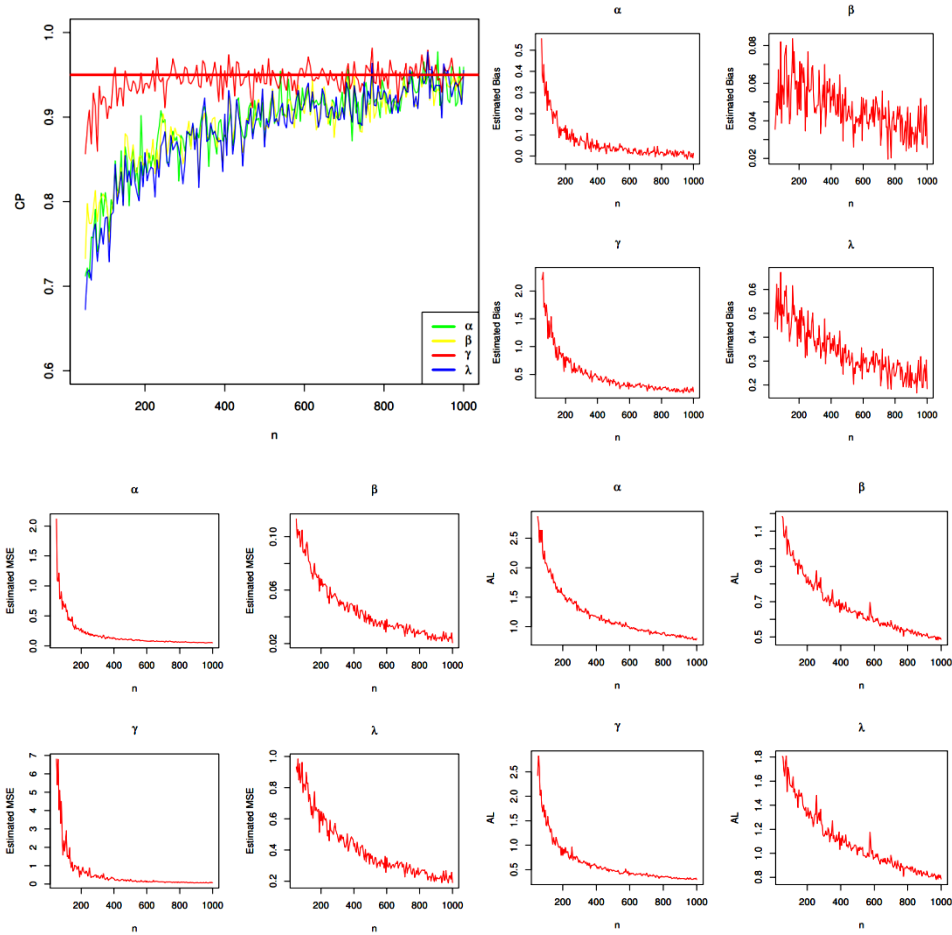 CP
0.6 0.7 0.8 0.9 1.0
200 400 600 800 1000
n
α
β
γ
λ
α
Estimated Bias
0.0 0.1 0.2 0.3 0.4 0.5
200 400 600 800 1000
n
β
Estimated Bias
0.02 0.04 0.06 0.08
200 400 600 800 1000
n
γ
Estimated Bias
0.5 1.0 1.5 2.0
200 400 600 800 1000
n
λ
Estimated Bias
0.2 0.3 0.4 0.5 0.6
200 400 600 800 1000
n
α
Estimated MSE
0.0 0.5 1.0 1.5 2.0
200 400 600 800 1000
n
β
Estimated MSE
0.02 0.06 0.10
200 400 600 800 1000
n
α
AL
1.0 1.5 2.0 2.5
200 400 600 800 1000
n
β
AL
0.5 0.7 0.9 1.1
200 400 600 800 1000
n
γ
Estimated MSE
0 1 2 3 4 5 6 7
200 400 600 800 1000
n
λ
Estimated MSE
0.2 0.4 0.6 0.8 1.0
200 400 600 800 1000
n
γ
AL
0.5 1.0 1.5 2.0 2.5
200 400 600 800 1000
n
λ
AL
0.8 1.0 1.2 1.4 1.6 1.8
200 400 600 800 1000
n